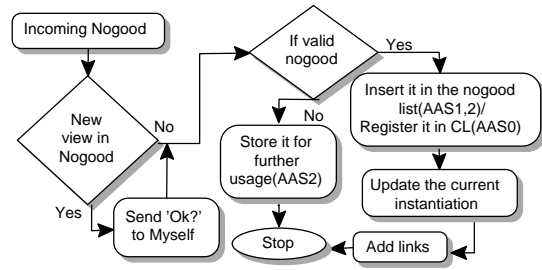 Incoming Nogood
New
view in
Nogood
Yes
No
Send 'Ok?'
to Myself
If valid
nogood
Yes
No
Insert it in the nogood
list(AAS1,2)/
Register it in CL(AAS0)
Store it for
further
usage(AAS2)
Update the current
instantiation
Add links
Stop